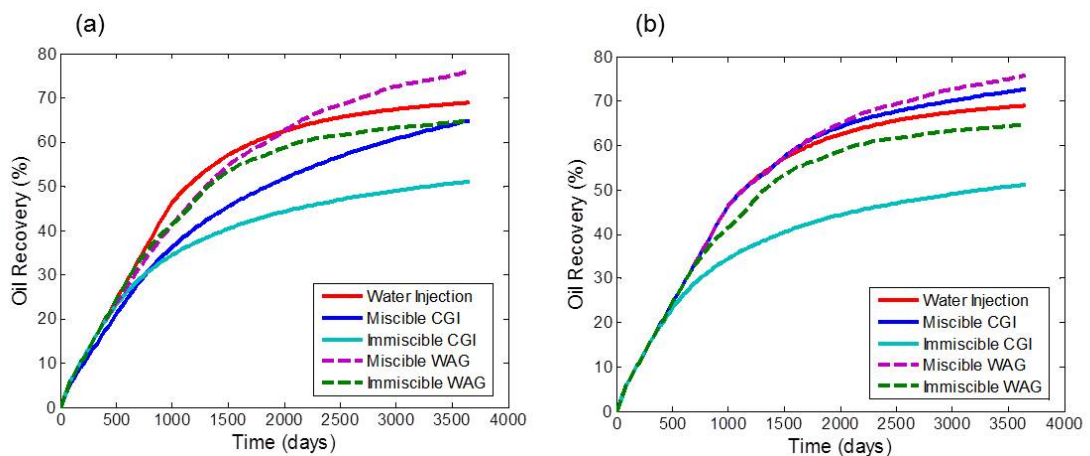 (a)
80
70
60
50
40
30
20
10
0
Oil Recovery (%)
0 500 1000 1500 2000 2500 3000 3500 4000
Time (days)
Water Injection
Miscible CGI
Immiscible CGI
Miscible WAG
Immiscible WAG
(b)
80
70
60
50
40
30
20
10
0
Oil Recovery (%)
0 500 1000 1500 2000 2500 3000 3500 4000
Time (days)
Water Injection
Miscible CGI
Immiscible CGI
Miscible WAG
Immiscible WAG